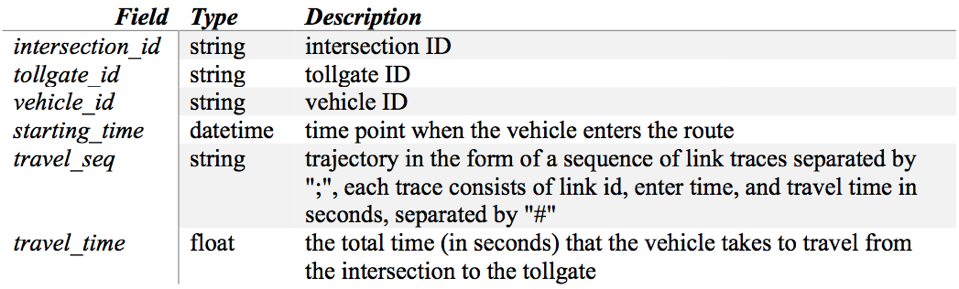 Field Type Description
intersection_id string intersection ID
tollgate_id string tollgate ID
vehicle_id string vehicle ID
starting_time datetime time point when the vehicle enters the route
travel_seq string trajectory in the form of a sequence of link traces separated by
";", each trace consists of link id, enter time, and travel time in
seconds, separated by "#"
travel_time float the total time (in seconds) that the vehicle takes to travel from
the intersection to the tollgate